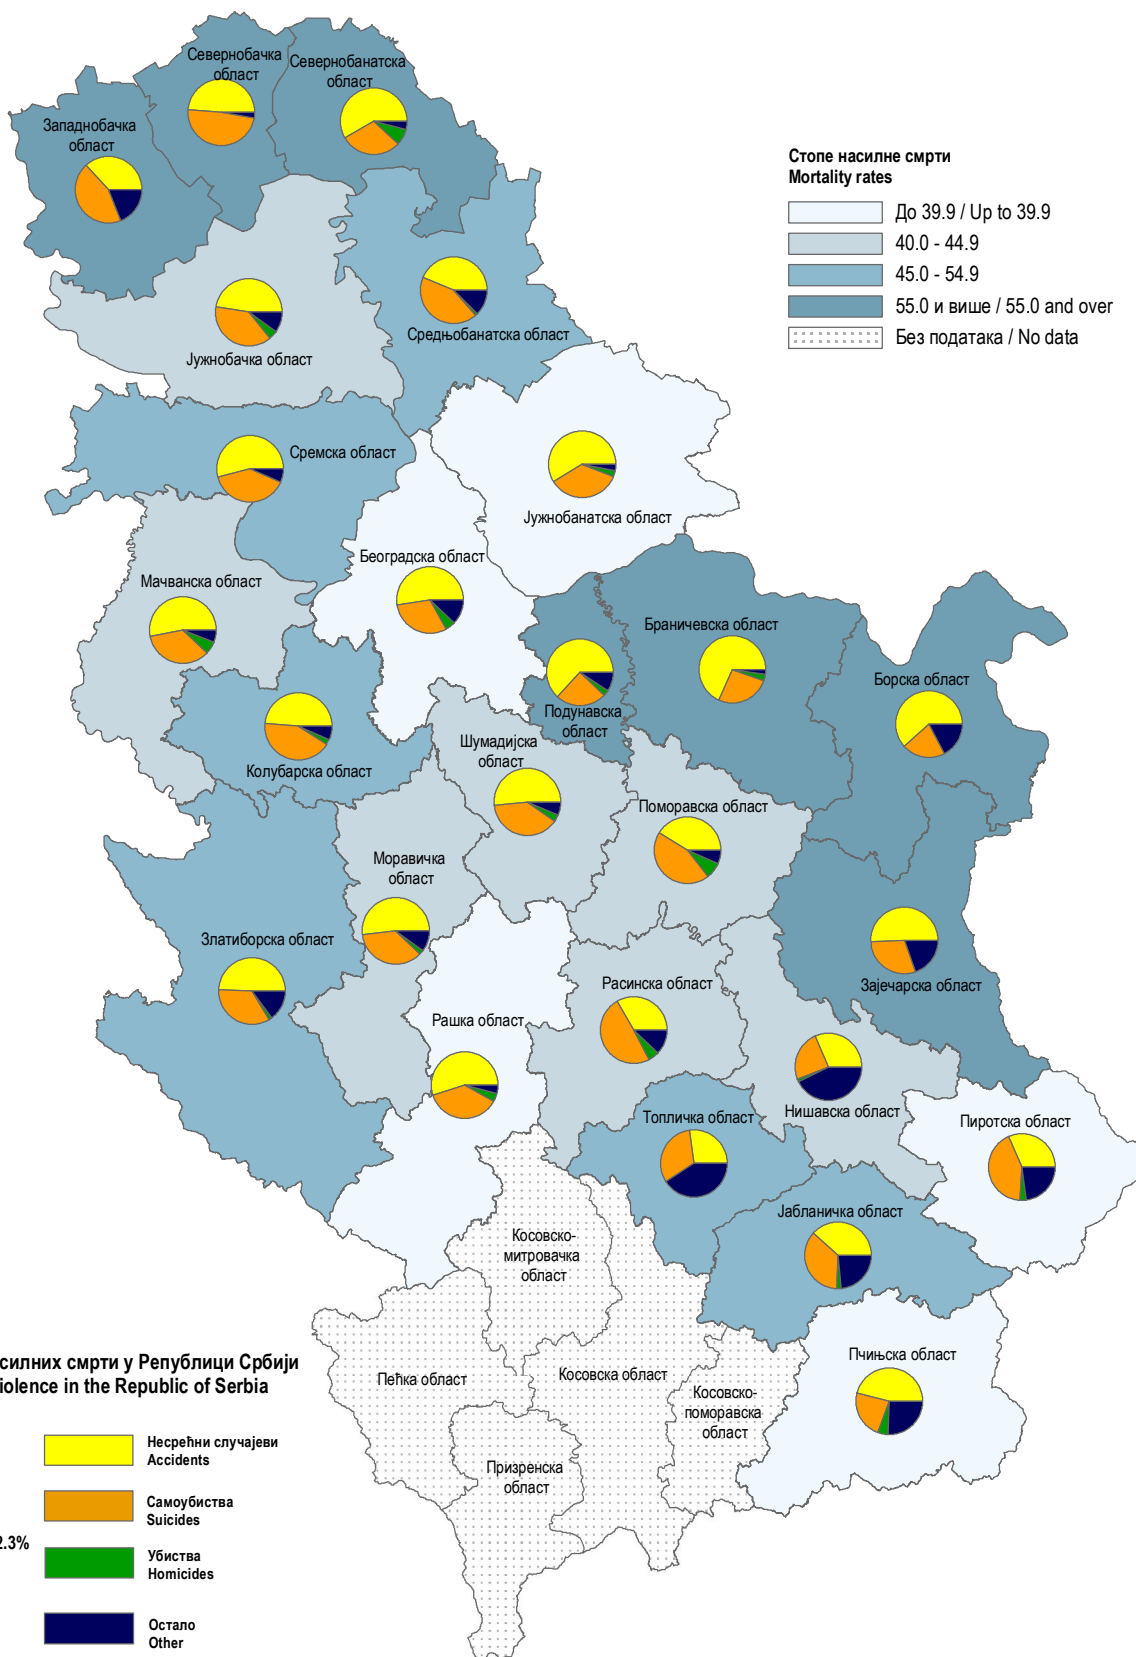 Севернобачка
област
Севернобанатска
област
Западнобачка
област
Стопе насилне смрти
Mortality rates
До 39.9 / Up to 39.9
40.0 - 44.9
45.0 - 54.9
55.0 и више / 55.0 and over
Без података / No data
Средњобанатска област
Јужнобачка област
Сремска област
Јужнобанатска област
Београдска област
Мачванска област
Браничевска област
Борска област
Подунавска
област
Колубарска област
Шумадијска
област
Поморавска област
Моравичка
област
Златиборска област
Зајечарска област
Расинска област
Рашка област
Нишавска област
Топличка област
Пиротска област
Јабланичка област
Косовско-
митровачка
област
Пчињска област
Пећка област
Косовска област
Косовско-
поморавска
област
Призренска
област
силних смрти у Републици Србији
iolence in the Republic of Serbia
Несрећни случајеви
Accidents
Самоубиства
Suicides
2.3%
Убиства
Homicides
Остало
Other